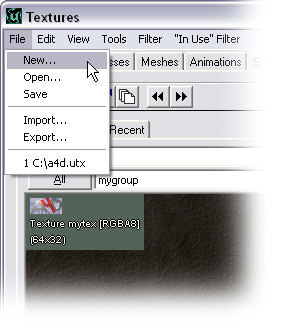 Textures
File Edit View Tools Filter "In Use" Filter
New...
Meshes Animations
Open...
Save
Import...
Export...
Recent
1 C:\a4d.utx
All mygroup
Texture mytex [RGBA8]
(64x32)